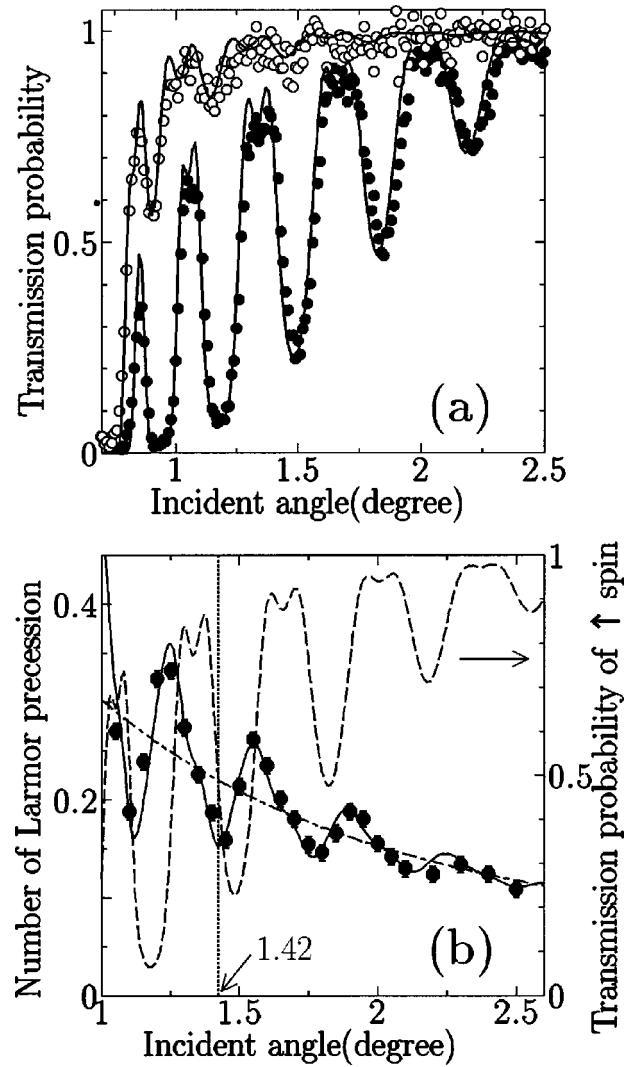 1
0.5
0
Transmission probability
(a)
1 1.5 2 2.5
Incident angle(degree)
0.4
0.2
0
Number of Larmor precession
1
0.5
0
Transmission probability of ↑ spin
1.42
(b)
1 1.5 2 2.5
Incident angle(degree)